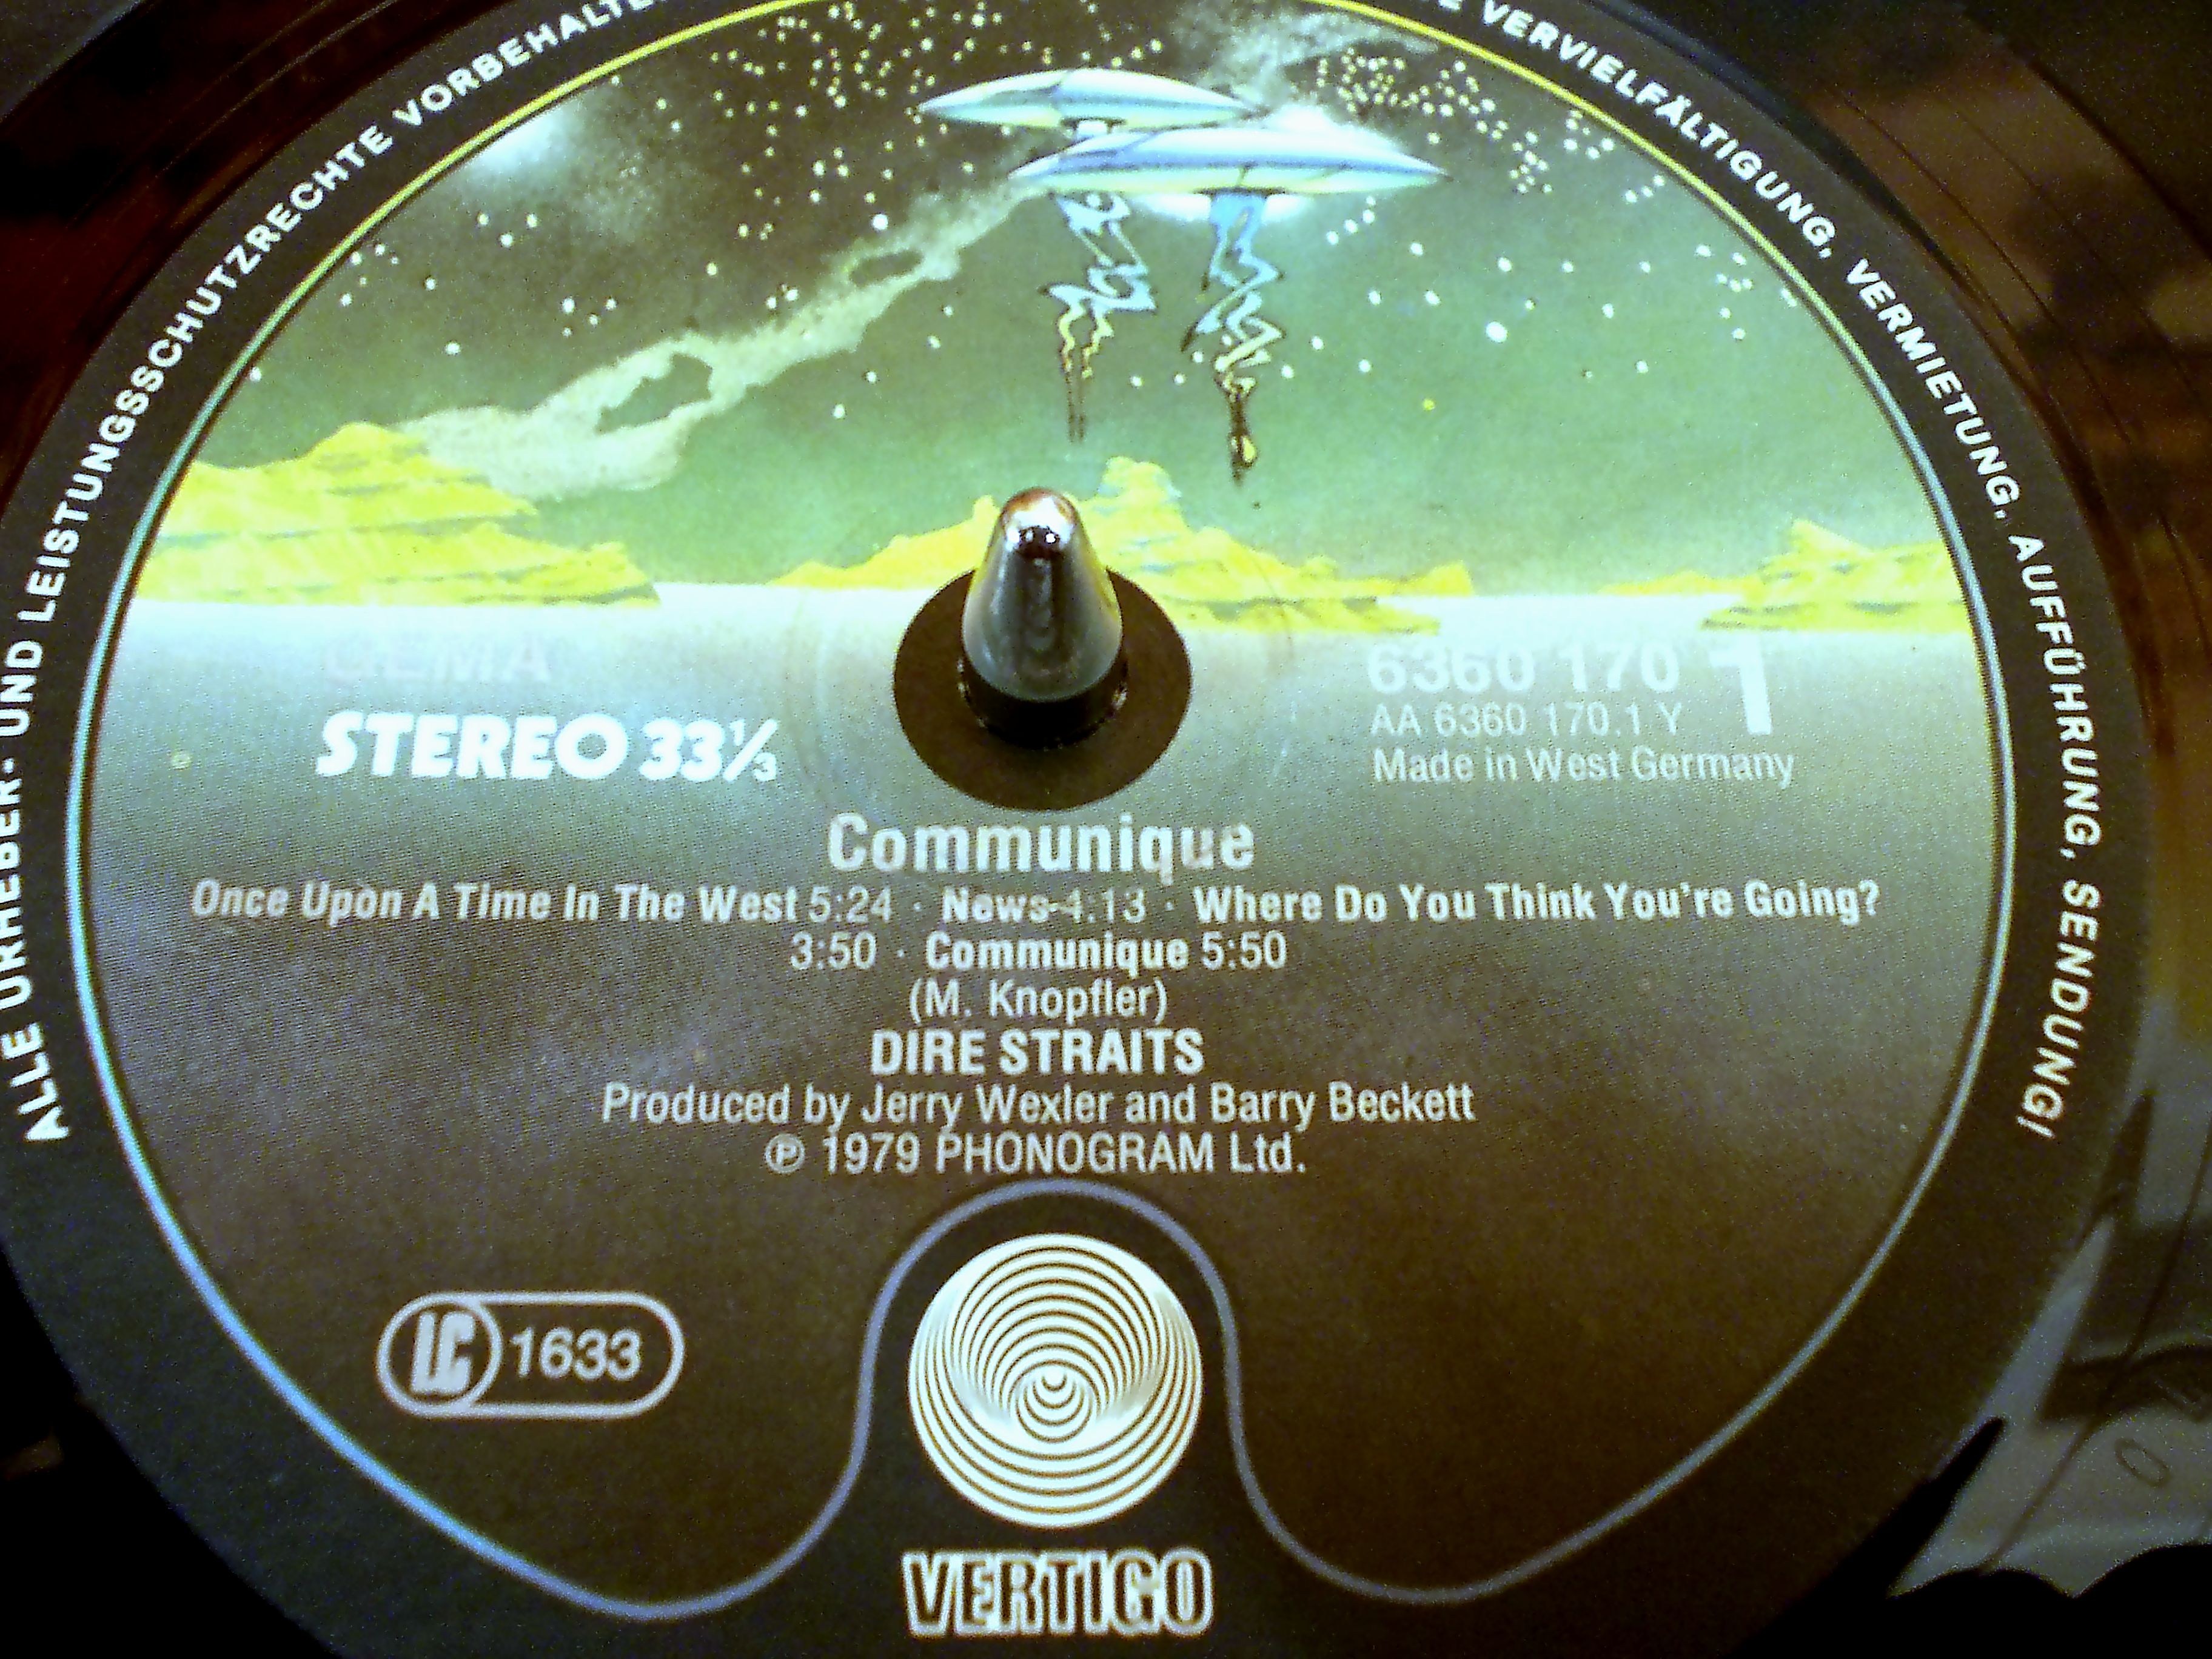 ALLE URHEBER- UND LEISTUNGSSCHUTZRECHTE VORBEHALTEN
VERVIELFÄLTIGUNG, VERMIETUNG, AUFFÜHRUNG, SENDUNG!
GEMA
STEREO 33⅓
6360 170 1
AA 6360 170.1 Y
Made in West Germany
Communique
Once Upon A Time In The West 5:24 · News 4:13 · Where Do You Think You're Going?
3:50 · Communique 5:50
(M. Knopfler)
DIRE STRAITS
Produced by Jerry Wexler and Barry Beckett
℗ 1979 PHONOGRAM Ltd.
LC 1633
VERTIGO